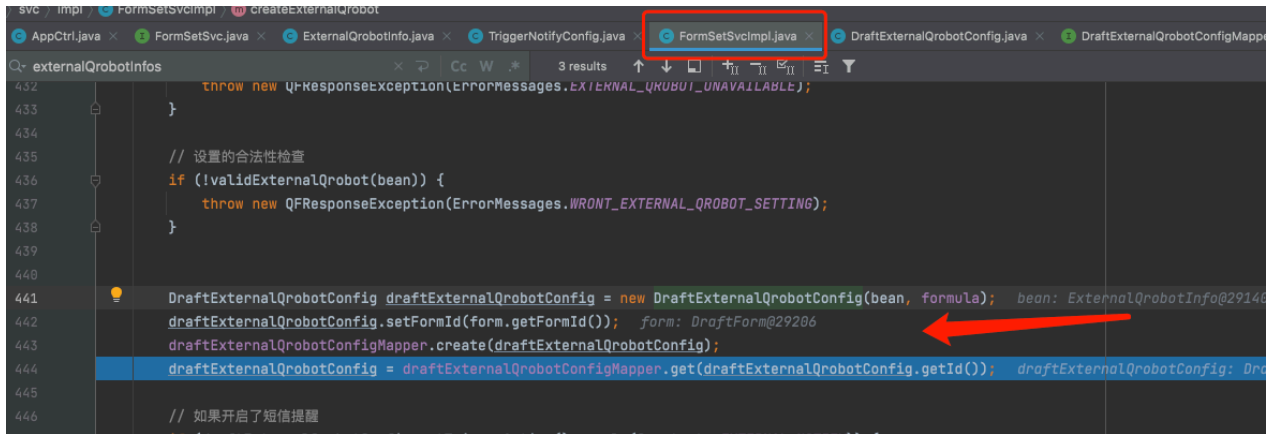 svc 〉 impl 〉 FormSetSvcImpl 〉 createExternalQrobot
AppCtrl.java × FormSetSvc.java × ExternalQrobotInfo.java × TriggerNotifyConfig.java × FormSetSvcImpl.java × DraftExternalQrobotConfig.java × DraftExternalQrobotConfigMappe
externalQrobotInfos × Cc W .* 3 results
432 throw new QFResponseException(ErrorMessages.EXTERNAL_QROBOT_UNAVAILABLE);
433 }
434
435 // 设置的合法性检查
436 if (!validExternalQrobot(bean)) {
437 throw new QFResponseException(ErrorMessages.WRONT_EXTERNAL_QROBOT_SETTING);
438 }
439
440
441 DraftExternalQrobotConfig draftExternalQrobotConfig = new DraftExternalQrobotConfig(bean, formula); bean: ExternalQrobotInfo@29140
442 draftExternalQrobotConfig.setFormId(form.getFormId()); form: DraftForm@29206
443 draftExternalQrobotConfigMapper.create(draftExternalQrobotConfig);
444 draftExternalQrobotConfig = draftExternalQrobotConfigMapper.get(draftExternalQrobotConfig.getId()); draftExternalQrobotConfig: Dra
445
446 // 如果开启了短信提醒